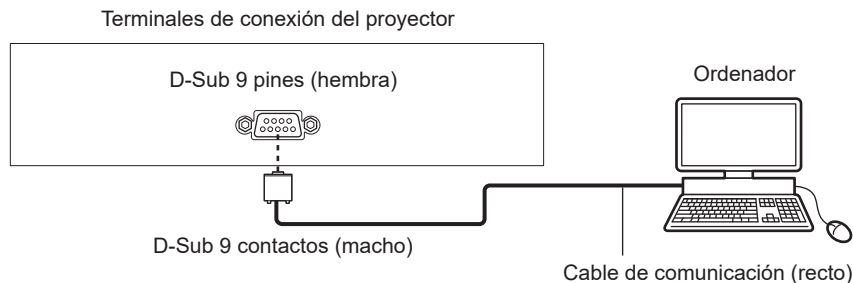 Terminales de conexión del proyector
D-Sub 9 pines (hembra)
Ordenador
D-Sub 9 contactos (macho)
Cable de comunicación (recto)